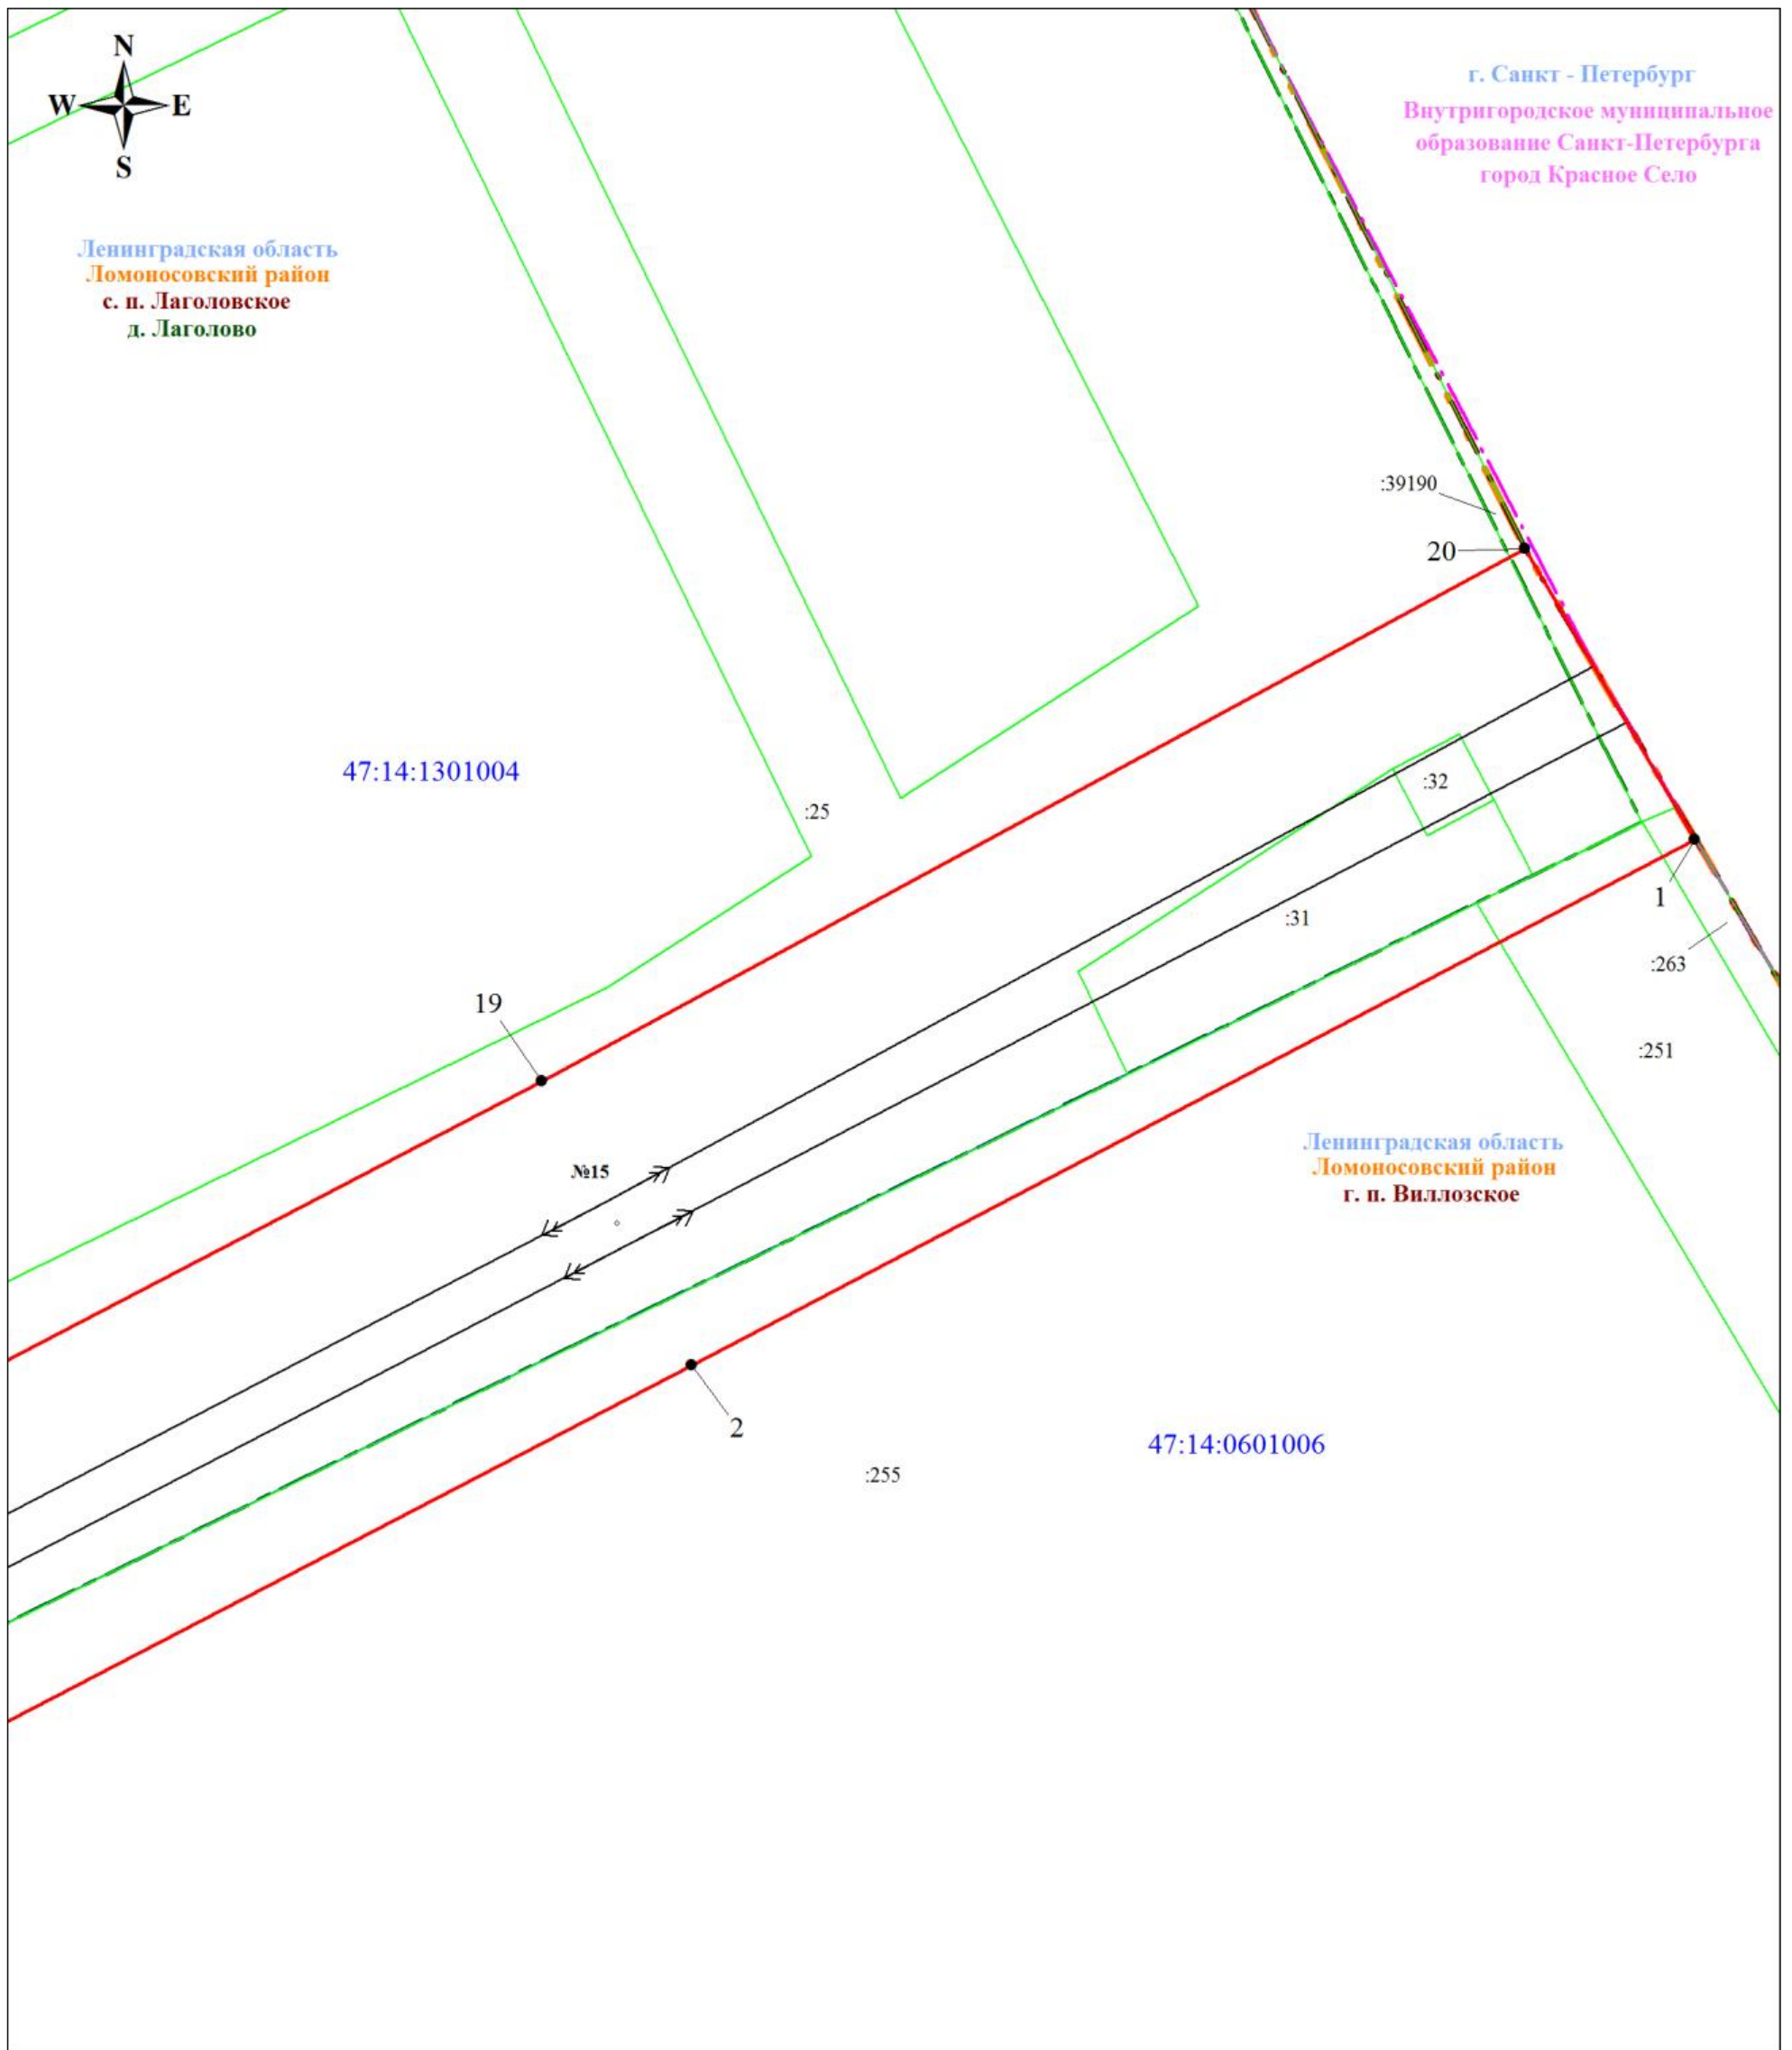 N
W E
S
г. Санкт - Петербург
Внутригородское муниципальное
образование Санкт-Петербурга
город Красное Село
Ленинградская область
Ломоносовский район
с. п. Лаголовское
д. Лаголово
:39190
20
47:14:1301004
:25
:32
1
:31
:263
19
:251
Ленинградская область
Ломоносовский район
г. п. Виллозское
№15
2
47:14:0601006
:255